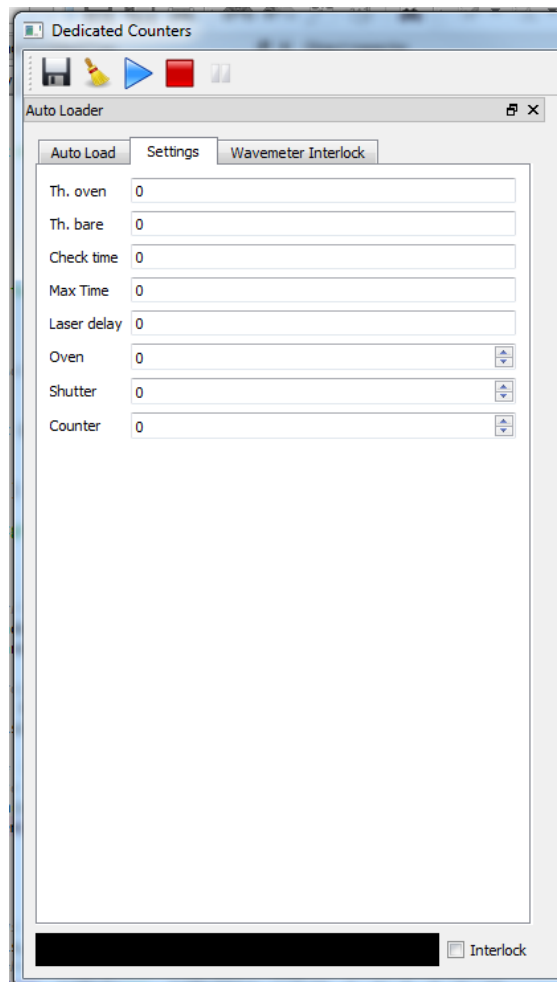 Dedicated Counters
Auto Loader
Auto Load Settings Wavemeter Interlock
Th. oven 0
Th. bare 0
Check time 0
Max Time 0
Laser delay 0
Oven 0
Shutter 0
Counter 0
Interlock